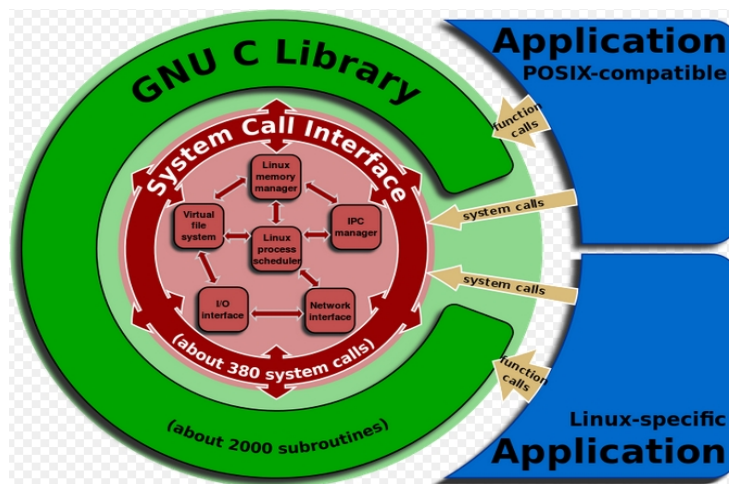 Application
POSIX-compatible
GNU C Library
function
calls
System Call Interface
Linux
memory
manager
system calls
Virtual
file
system
IPC
manager
Linux
process
scheduler
system calls
I/O
interface
Network
interface
(about 380 system calls)
function
calls
(about 2000 subroutines)
Linux-specific
Application